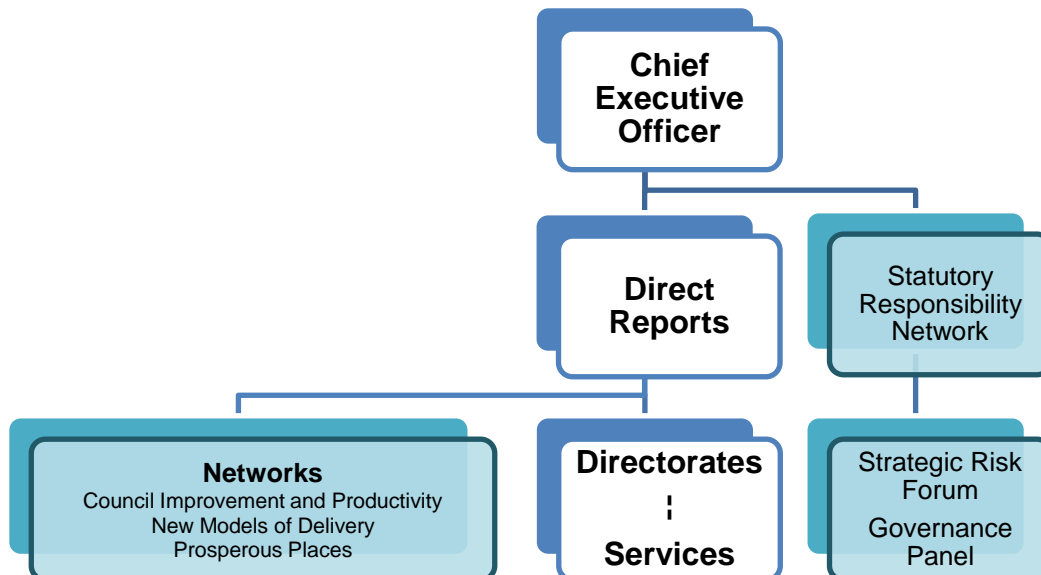 Chief
Executive
Officer
Direct
Reports
Statutory
Responsibility
Network
Networks
Council Improvement and Productivity
New Models of Delivery
Prosperous Places
Directorates
Services
Strategic Risk
Forum
Governance
Panel